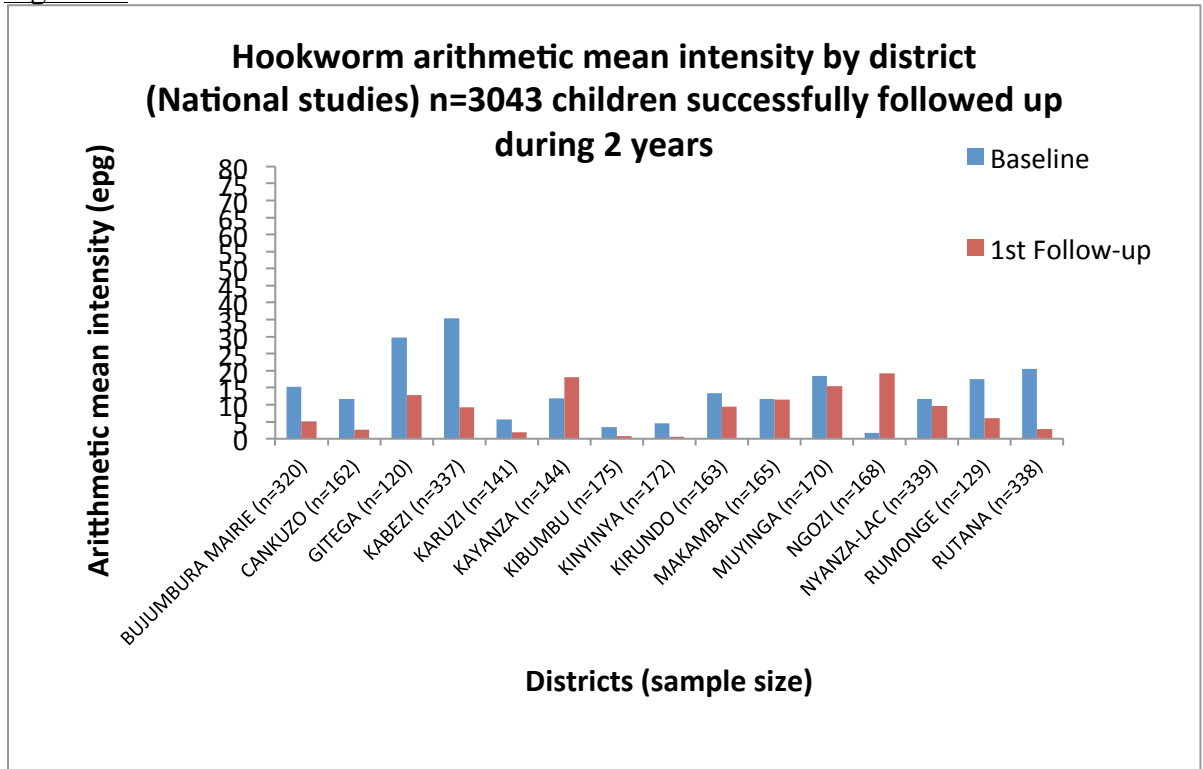 Hookworm arithmetic mean intensity by district
(National studies) n=3043 children successfully followed up
during 2 years
Baseline
1st Follow-up
Arithmetic mean intensity (epg)
80
75
70
65
60
55
50
45
40
35
30
25
20
15
10
5
0
BUJUMBURA MAIRIE (n=320)
CANKUZO (n=162)
GITEGA (n=120)
KABEZI (n=337)
KARUZI (n=141)
KAYANZA (n=144)
KIBUMBU (n=175)
KINYINYA (n=172)
KIRUNDO (n=163)
MAKAMBA (n=165)
MUYINGA (n=170)
NGOZI (n=168)
NYANZA-LAC (n=339)
RUMONGE (n=129)
RUTANA (n=338)
Districts (sample size)